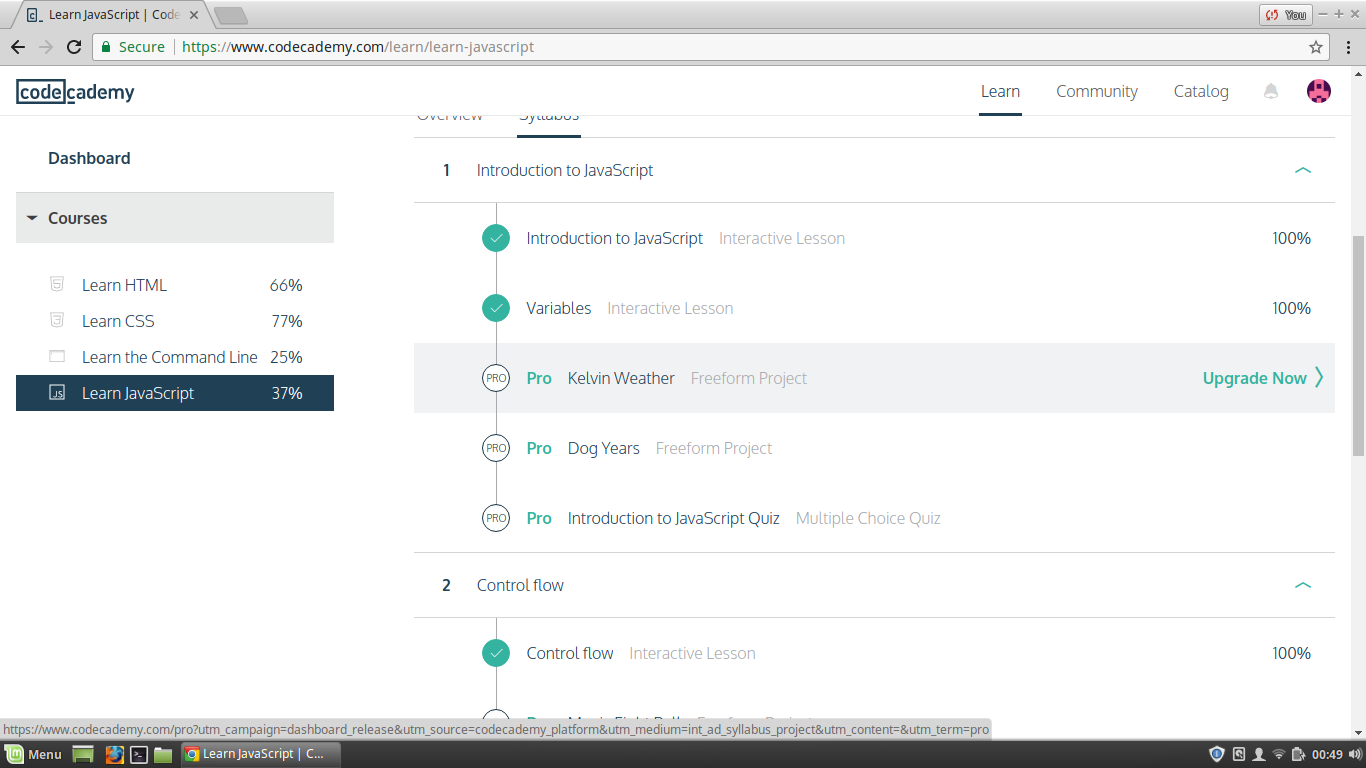 Learn JavaScript | Code
You
Secure https://www.codecademy.com/learn/learn-javascript
codecademy
Learn Community Catalog
Overview Syllabus
Dashboard
Courses
Learn HTML 66%
Learn CSS 77%
Learn the Command Line 25%
JS Learn JavaScript 37%
1 Introduction to JavaScript
Introduction to JavaScript Interactive Lesson 100%
Variables Interactive Lesson 100%
PRO Pro Kelvin Weather Freeform Project Upgrade Now
PRO Pro Dog Years Freeform Project
PRO Pro Introduction to JavaScript Quiz Multiple Choice Quiz
2 Control flow
Control flow Interactive Lesson 100%
https://www.codecademy.com/pro?utm_campaign=dashboard_release&utm_source=codecademy_platform&utm_medium=int_ad_syllabus_project&utm_content=&utm_term=pro
Menu Learn JavaScript | C... 00:49